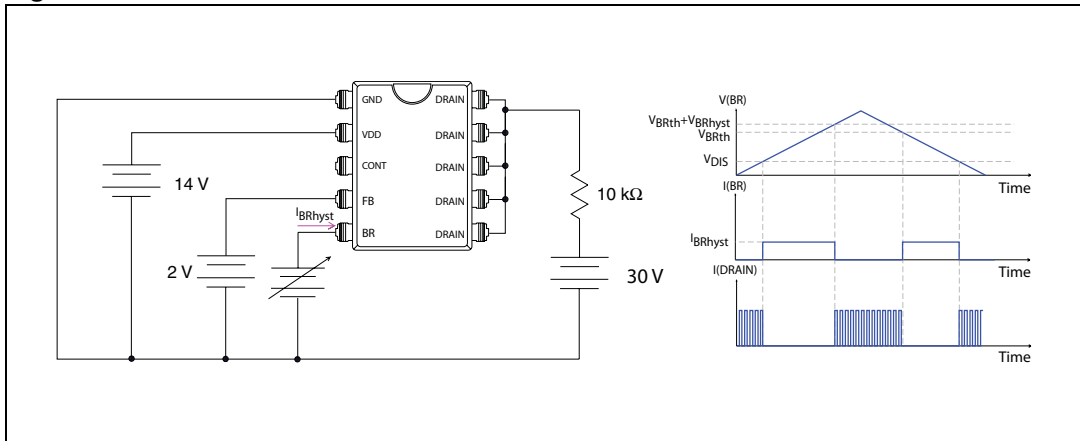 GND
DRAIN
VDD
DRAIN
CONT
DRAIN
FB
DRAIN
BR
DRAIN
14 V
2 V
IBRhyst
10 kΩ
30 V
V(BR)
VBRth+VBRhyst
VBRth
VDIS
Time
I(BR)
IBRhyst
Time
I(DRAIN)
Time